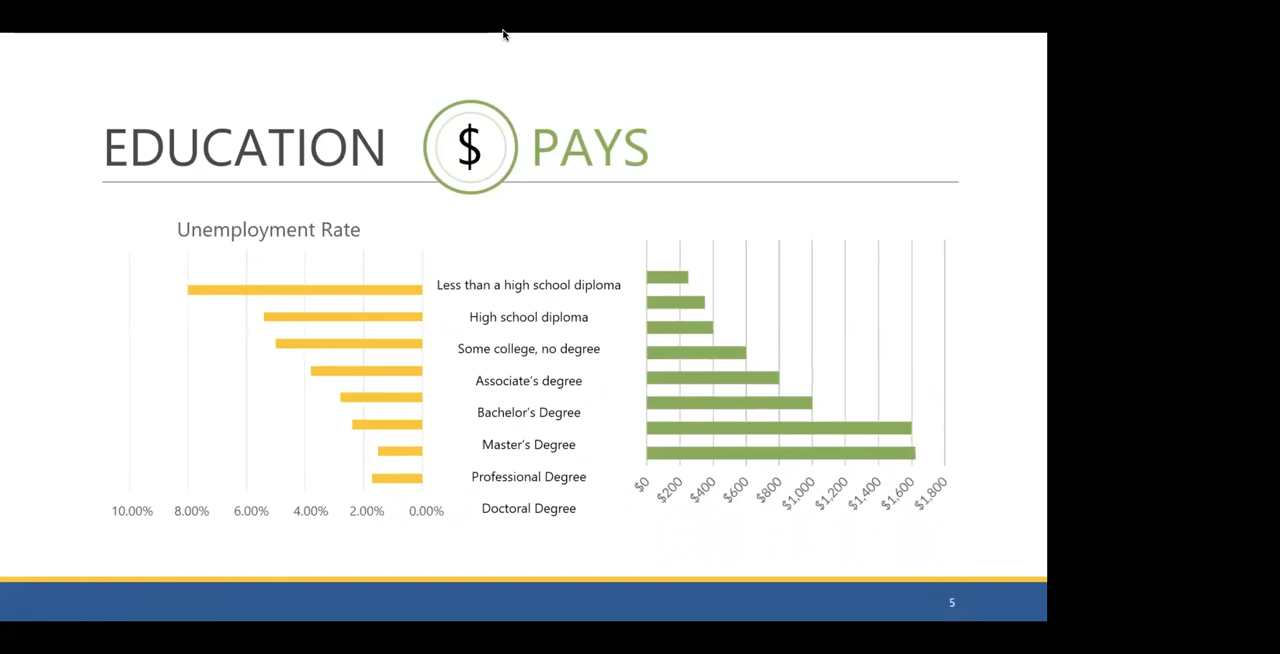 EDUCATION $ PAYS
Unemployment Rate
Less than a high school diploma
High school diploma
Some college, no degree
Associate's degree
Bachelor's Degree
Master's Degree
Professional Degree
Doctoral Degree
10.00% 8.00% 6.00% 4.00% 2.00% 0.00%
$0 $200 $400 $600 $800 $1,000 $1,200 $1,400 $1,600 $1,800
5